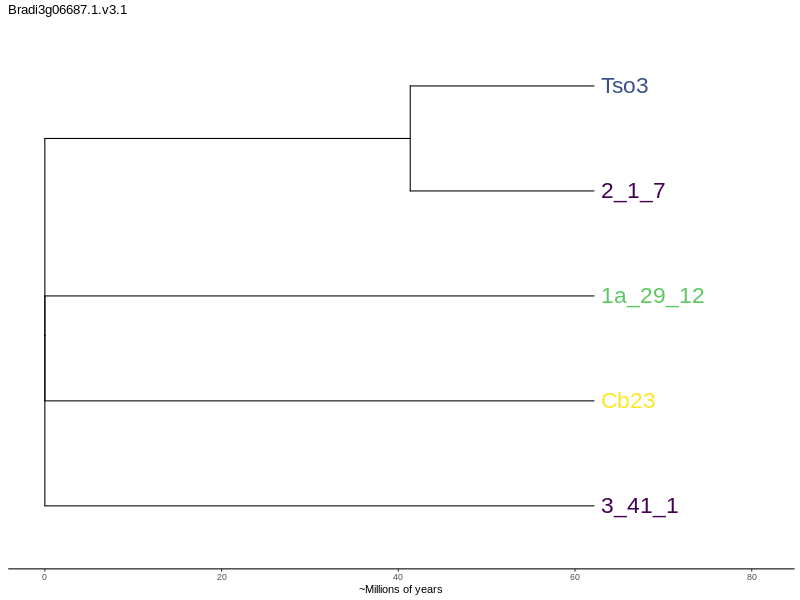 Bradi3g06687.1.v3.1
Tso3
2_1_7
1a_29_12
Cb23
3_41_1
0 20 40 60 80
~Millions of years